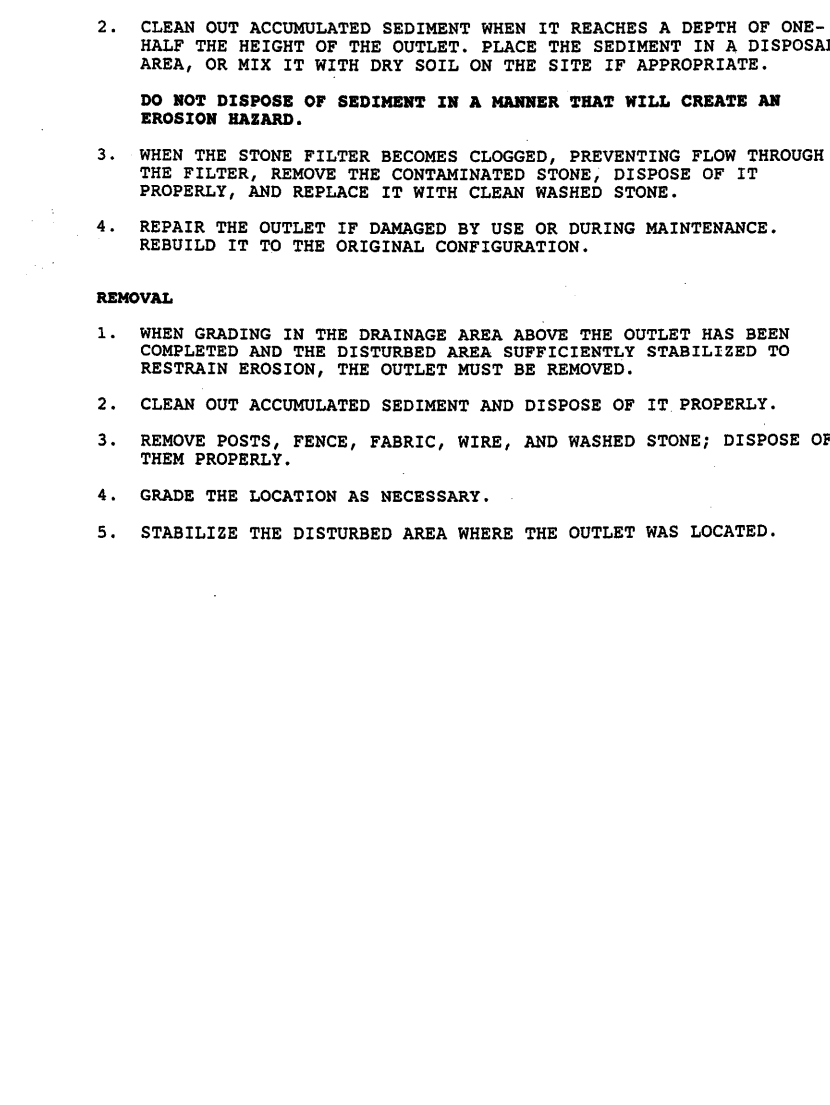 2. CLEAN OUT ACCUMULATED SEDIMENT WHEN IT REACHES A DEPTH OF ONE-
HALF THE HEIGHT OF THE OUTLET. PLACE THE SEDIMENT IN A DISPOSAL
AREA, OR MIX IT WITH DRY SOIL ON THE SITE IF APPROPRIATE.
DO NOT DISPOSE OF SEDIMENT IN A MANNER THAT WILL CREATE AN
EROSION HAZARD.
3. WHEN THE STONE FILTER BECOMES CLOGGED, PREVENTING FLOW THROUGH
THE FILTER, REMOVE THE CONTAMINATED STONE, DISPOSE OF IT
PROPERLY, AND REPLACE IT WITH CLEAN WASHED STONE.
4. REPAIR THE OUTLET IF DAMAGED BY USE OR DURING MAINTENANCE.
REBUILD IT TO THE ORIGINAL CONFIGURATION.
REMOVAL
1. WHEN GRADING IN THE DRAINAGE AREA ABOVE THE OUTLET HAS BEEN
COMPLETED AND THE DISTURBED AREA SUFFICIENTLY STABILIZED TO
RESTRAIN EROSION, THE OUTLET MUST BE REMOVED.
2. CLEAN OUT ACCUMULATED SEDIMENT AND DISPOSE OF IT PROPERLY.
3. REMOVE POSTS, FENCE, FABRIC, WIRE, AND WASHED STONE; DISPOSE OF
THEM PROPERLY.
4. GRADE THE LOCATION AS NECESSARY.
5. STABILIZE THE DISTURBED AREA WHERE THE OUTLET WAS LOCATED.